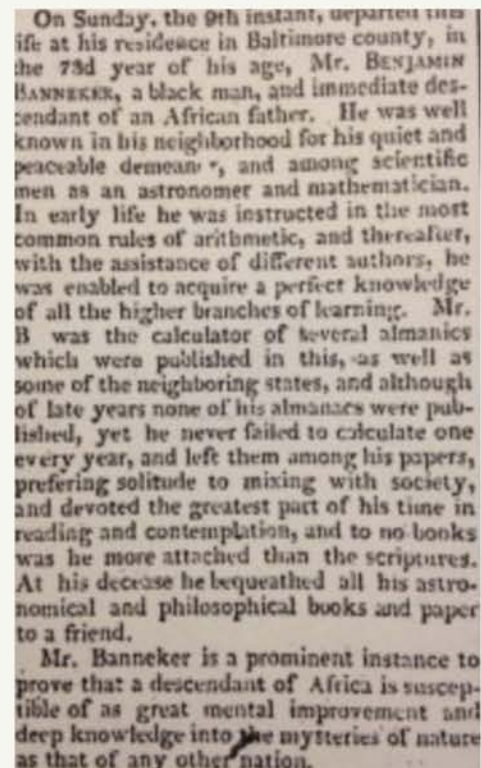 On Sunday, the 9th instant, departed this
ife at his residence in Baltimore county, in
the 73d year of his age, Mr. BENJAMIN
BANNEKER, a black man, and immediate des-
cendant of an African father. He was well
known in his neighborhood for his quiet and
peaceable demean, and among scientific
men as an astronomer and mathematician.
In early life he was instructed in the most
common rules of arithmetic, and thereafter,
with the assistance of different authors, he
was enabled to acquire a perfect knowledge
of all the higher branches of learning. Mr.
B was the calculator of several almanics
which were published in this, as well as
some of the neighboring states, and although
of late years none of his almanacs were pub-
lished, yet he never failed to calculate one
every year, and left them among his papers,
prefering solitude to mixing with society,
and devoted the greatest part of his time in
reading and contemplation, and to no books
was he more attached than the scriptures.
At his decease he bequeathed all his astro-
nomical and philosophical books and paper
to a friend.
Mr. Banneker is a prominent instance to
prove that a descendant of Africa is suscep-
tible of as great mental improvement and
deep knowledge into the mysteries of nature
as that of any other nation.